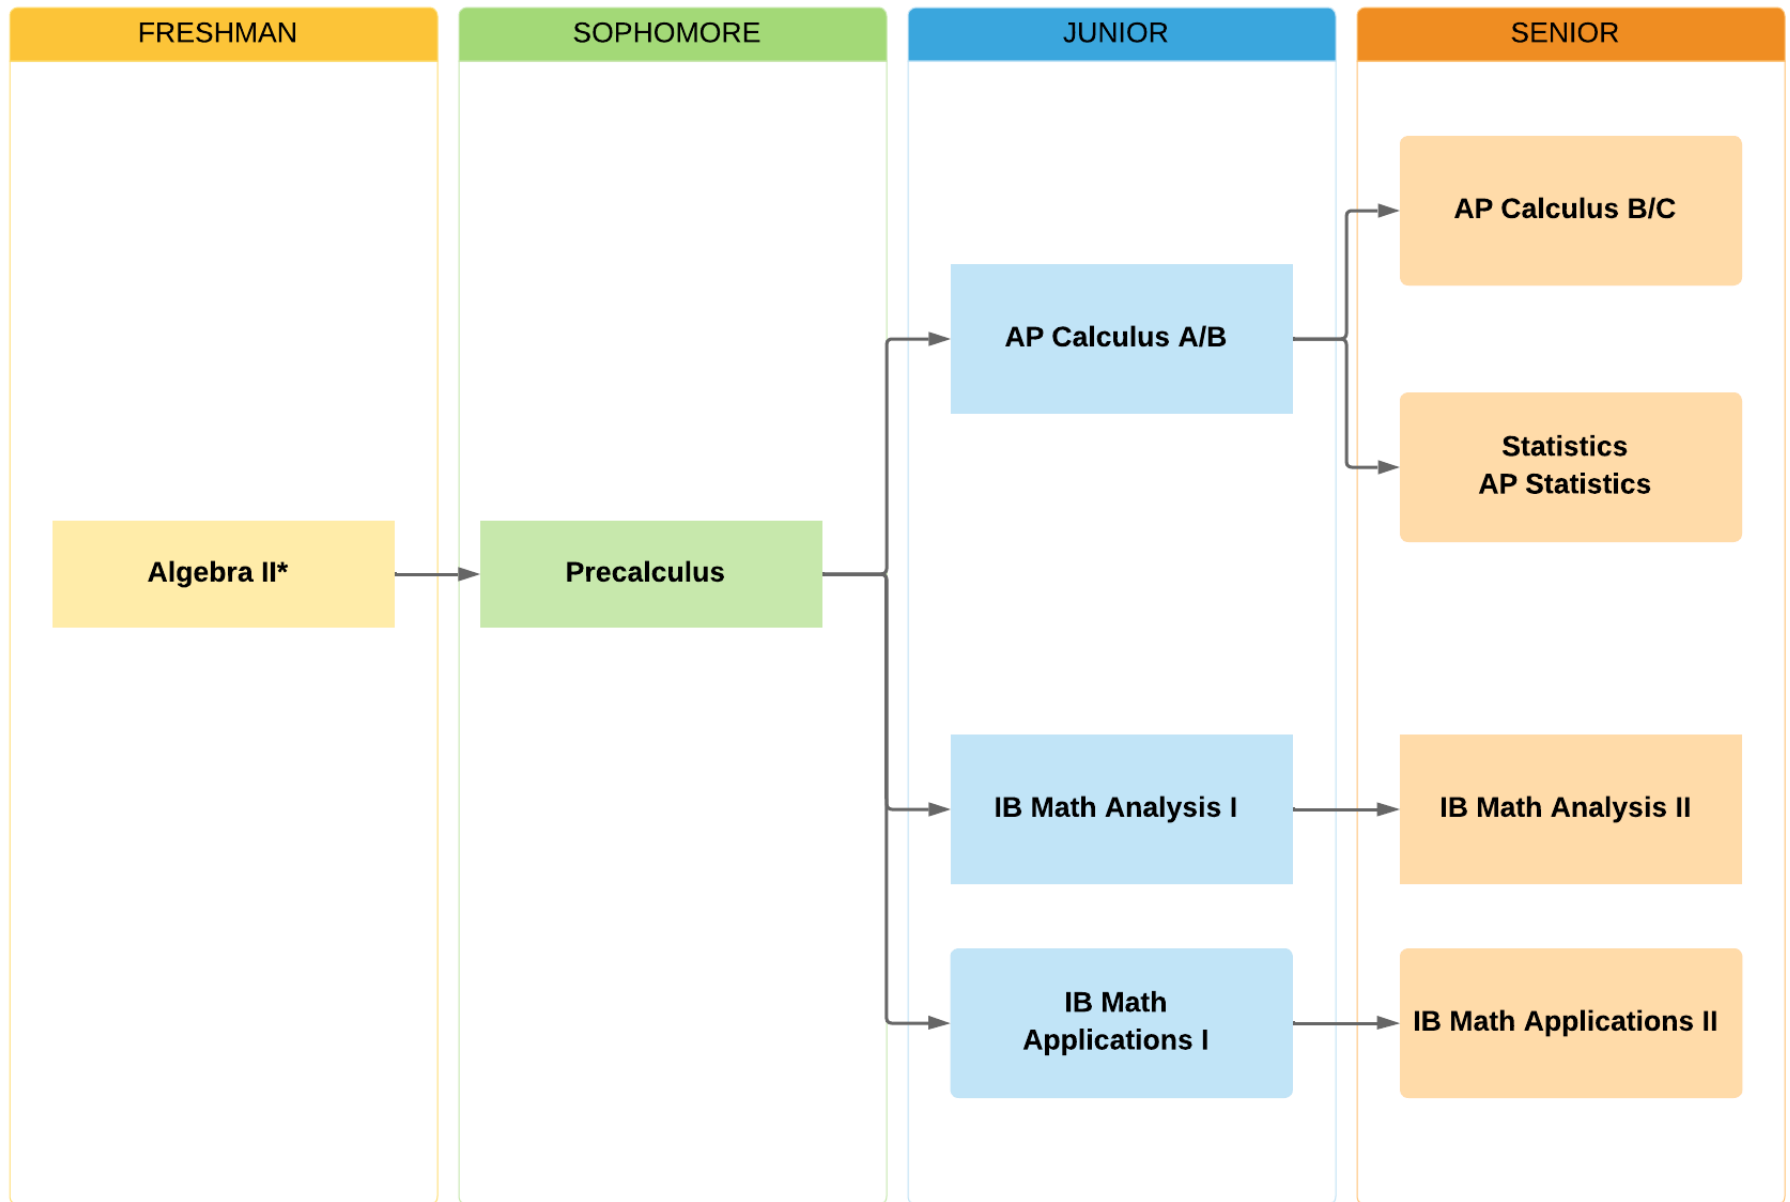 FRESHMAN
SOPHOMORE
JUNIOR
SENIOR
Algebra II*
Precalculus
AP Calculus A/B
IB Math Analysis I
IB Math
Applications I
AP Calculus B/C
Statistics
AP Statistics
IB Math Analysis II
IB Math Applications II